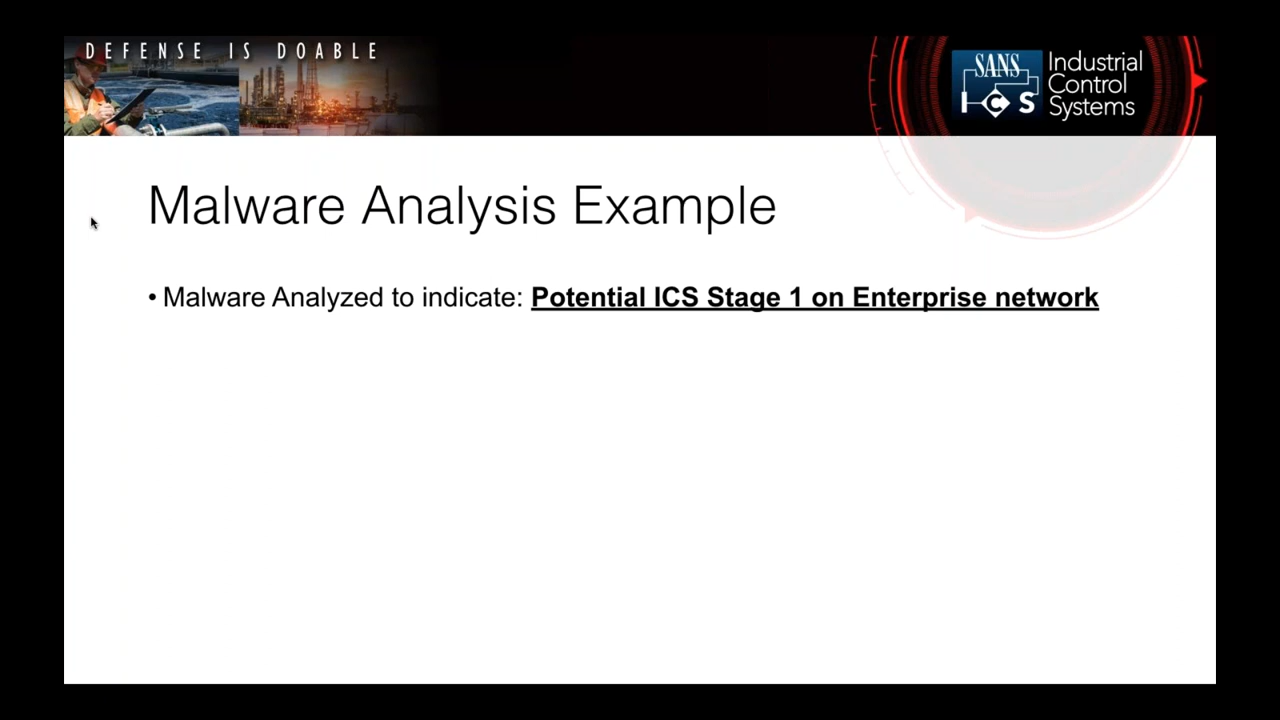 DEFENSE IS DOABLE
SANS
ICS
Industrial
Control
Systems
Malware Analysis Example
• Malware Analyzed to indicate: Potential ICS Stage 1 on Enterprise network